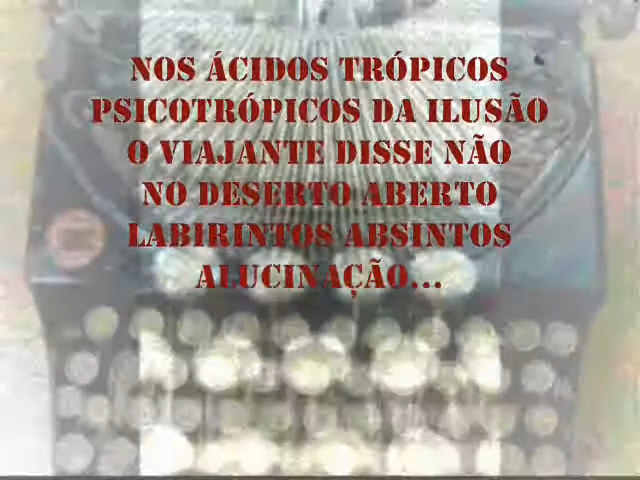 NOS ÁCIDOS TRÓPICOS
PSICOTRÓPICOS DA ILUSÃO
O VIAJANTE DISSE NÃO
NO DESERTO ABERTO
LABIRINTOS ABSINTOS
ALUCINAÇÃO...